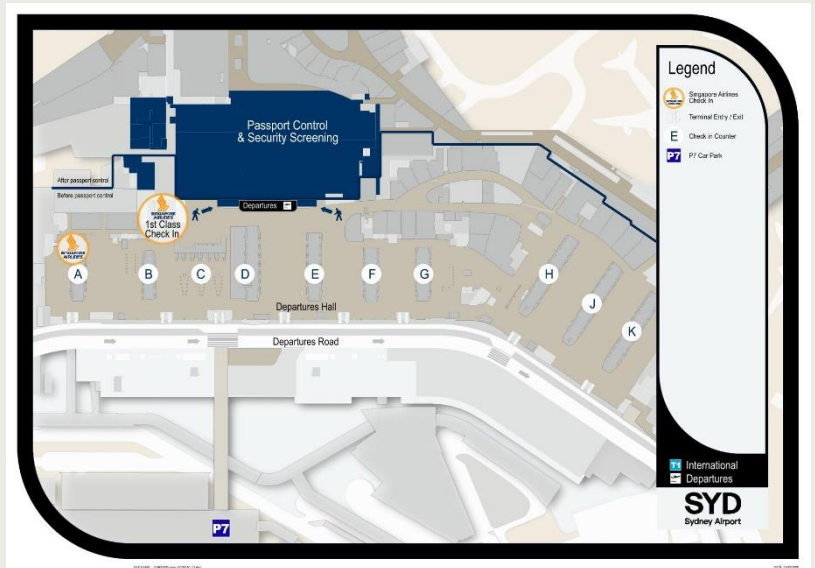 Passport Control
& Security Screening
After passport control
Before passport control
Departures
SINGAPORE
AIRLINES
1st Class
Check In
SINGAPORE
AIRLINES
A
B
C
D
E
F
G
H
J
K
Departures Hall
Departures Road
P7
Legend
Singapore Airlines
Check In
Terminal Entry / Exit
E
Check in Counter
P7
P7 Car Park
T1 International
Departures
SYD
Sydney Airport